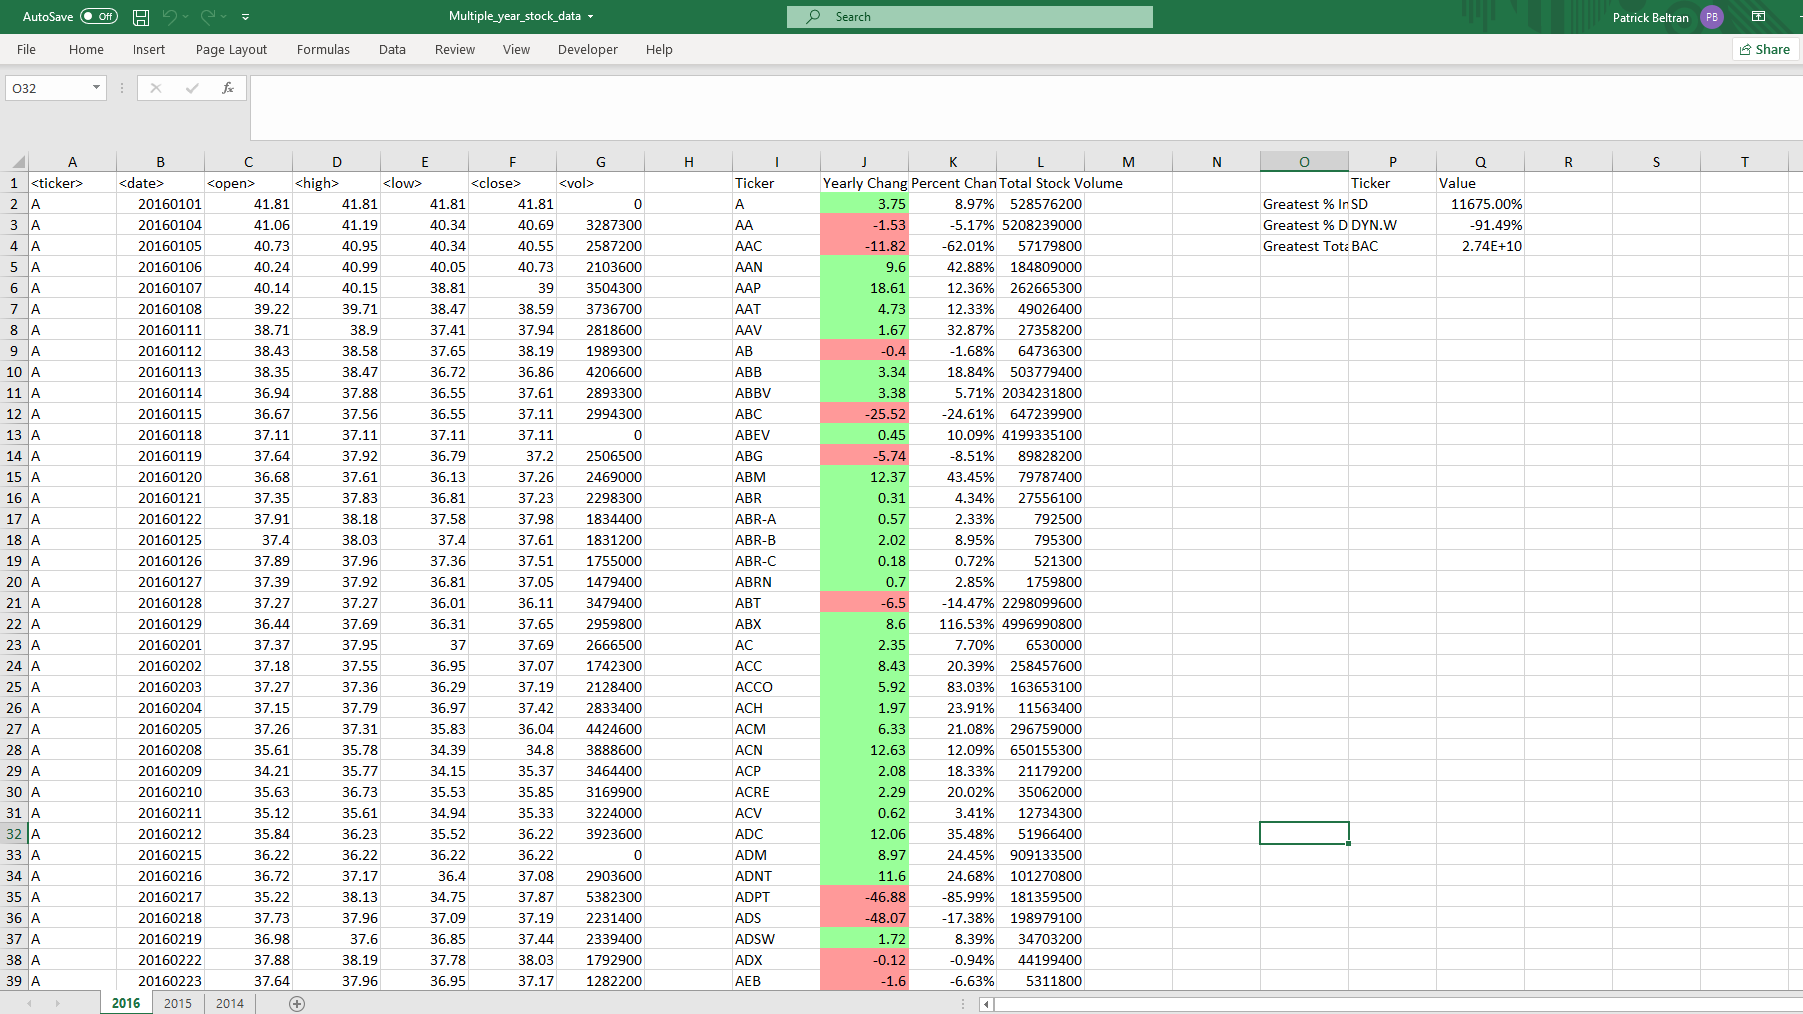 AutoSave Off Multiple_year_stock_data Search Patrick Beltran PB
File Home Insert Page Layout Formulas Data Review View Developer Help Share
O32 fx
A B C D E F G H I J K L M N O P Q R S T
1 <ticker> <date> <open> <high> <low> <close> <vol> Ticker Yearly Chang Percent Chan Total Stock Volume Ticker Value
2 A 20160101 41.81 41.81 41.81 41.81 0 A 3.75 8.97% 528576200 Greatest % In SD 11675.00%
3 A 20160104 41.06 41.19 40.34 40.69 3287300 AA -1.53 -5.17% 5208239000 Greatest % D DYN.W -91.49%
4 A 20160105 40.73 40.95 40.34 40.55 2587200 AAC -11.82 -62.01% 57179800 Greatest Tota BAC 2.74E+10
5 A 20160106 40.24 40.99 40.05 40.73 2103600 AAN 9.6 42.88% 184809000
6 A 20160107 40.14 40.15 38.81 39 3504300 AAP 18.61 12.36% 262665300
7 A 20160108 39.22 39.71 38.47 38.59 3736700 AAT 4.73 12.33% 49026400
8 A 20160111 38.71 38.9 37.41 37.94 2818600 AAV 1.67 32.87% 27358200
9 A 20160112 38.43 38.58 37.65 38.19 1989300 AB -0.4 -1.68% 64736300
10 A 20160113 38.35 38.47 36.72 36.86 4206600 ABB 3.34 18.84% 503779400
11 A 20160114 36.94 37.88 36.55 37.61 2893300 ABBV 3.38 5.71% 2034231800
12 A 20160115 36.67 37.56 36.55 37.11 2994300 ABC -25.52 -24.61% 647239900
13 A 20160118 37.11 37.11 37.11 37.11 0 ABEV 0.45 10.09% 4199335100
14 A 20160119 37.64 37.92 36.79 37.2 2506500 ABG -5.74 -8.51% 89828200
15 A 20160120 36.68 37.61 36.13 37.26 2469000 ABM 12.37 43.45% 79787400
16 A 20160121 37.35 37.83 36.81 37.23 2298300 ABR 0.31 4.34% 27556100
17 A 20160122 37.91 38.18 37.58 37.98 1834400 ABR-A 0.57 2.33% 792500
18 A 20160125 37.4 38.03 37.4 37.61 1831200 ABR-B 2.02 8.95% 795300
19 A 20160126 37.89 37.96 37.36 37.51 1755000 ABR-C 0.18 0.72% 521300
20 A 20160127 37.39 37.92 36.81 37.05 1479400 ABRN 0.7 2.85% 1759800
21 A 20160128 37.27 37.27 36.01 36.11 3479400 ABT -6.5 -14.47% 2298099600
22 A 20160129 36.44 37.69 36.31 37.65 2959800 ABX 8.6 116.53% 4996990800
23 A 20160201 37.37 37.95 37 37.69 2666500 AC 2.35 7.70% 6530000
24 A 20160202 37.18 37.55 36.95 37.07 1742300 ACC 8.43 20.39% 258457600
25 A 20160203 37.27 37.36 36.29 37.19 2128400 ACCO 5.92 83.03% 163653100
26 A 20160204 37.15 37.79 36.97 37.42 2833400 ACH 1.97 23.91% 11563400
27 A 20160205 37.26 37.31 35.83 36.04 4424600 ACM 6.33 21.08% 296759000
28 A 20160208 35.61 35.78 34.39 34.8 3888600 ACN 12.63 12.09% 650155300
29 A 20160209 34.21 35.77 34.15 35.37 3464400 ACP 2.08 18.33% 21179200
30 A 20160210 35.63 36.73 35.53 35.85 3169900 ACRE 2.29 20.02% 35062000
31 A 20160211 35.12 35.61 34.94 35.33 3224000 ACV 0.62 3.41% 12734300
32 A 20160212 35.84 36.23 35.52 36.22 3923600 ADC 12.06 35.48% 51966400
33 A 20160215 36.22 36.22 36.22 36.22 0 ADM 8.97 24.45% 909133500
34 A 20160216 36.72 37.17 36.4 37.08 2903600 ADNT 11.6 24.68% 101270800
35 A 20160217 35.22 38.13 34.75 37.87 5382300 ADPT -46.88 -85.99% 181359500
36 A 20160218 37.73 37.96 37.09 37.19 2231400 ADS -48.07 -17.38% 198979100
37 A 20160219 36.98 37.6 36.85 37.44 2339400 ADSW 1.72 8.39% 34703200
38 A 20160222 37.88 38.19 37.78 38.03 1792900 ADX -0.12 -0.94% 44199400
39 A 20160223 37.64 37.96 36.95 37.17 1282200 AEB -1.6 -6.63% 5311800
2016 2015 2014